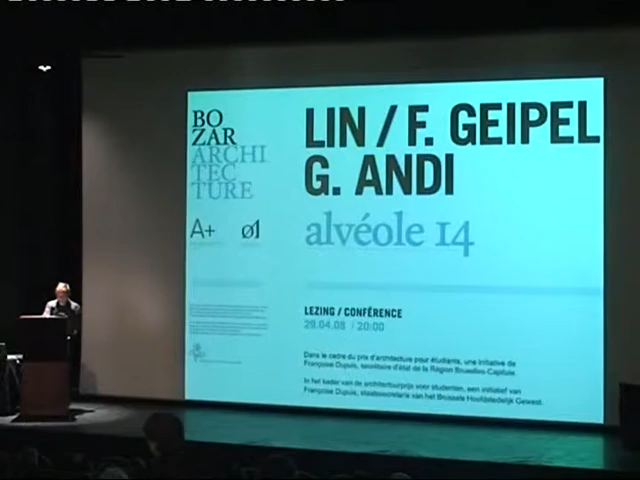 BO
ZAR
ARCHI
TEC
TURE
A+
LIN / F. GEIPEL
G. ANDI
alvéole 14
LEZING / CONFÉRENCE
29.04.08 / 20:00
Dans le cadre du prix d'architecture pour étudiants, une initiative de
Françoise Dupuis, secrétaire d'état de la Région Bruxelles-Capitale.
In het kader van de architectuurprijs voor studenten, een initiatief van
Françoise Dupuis, staatssecretaris van het Brussels Hoofdstedelijk Gewest.